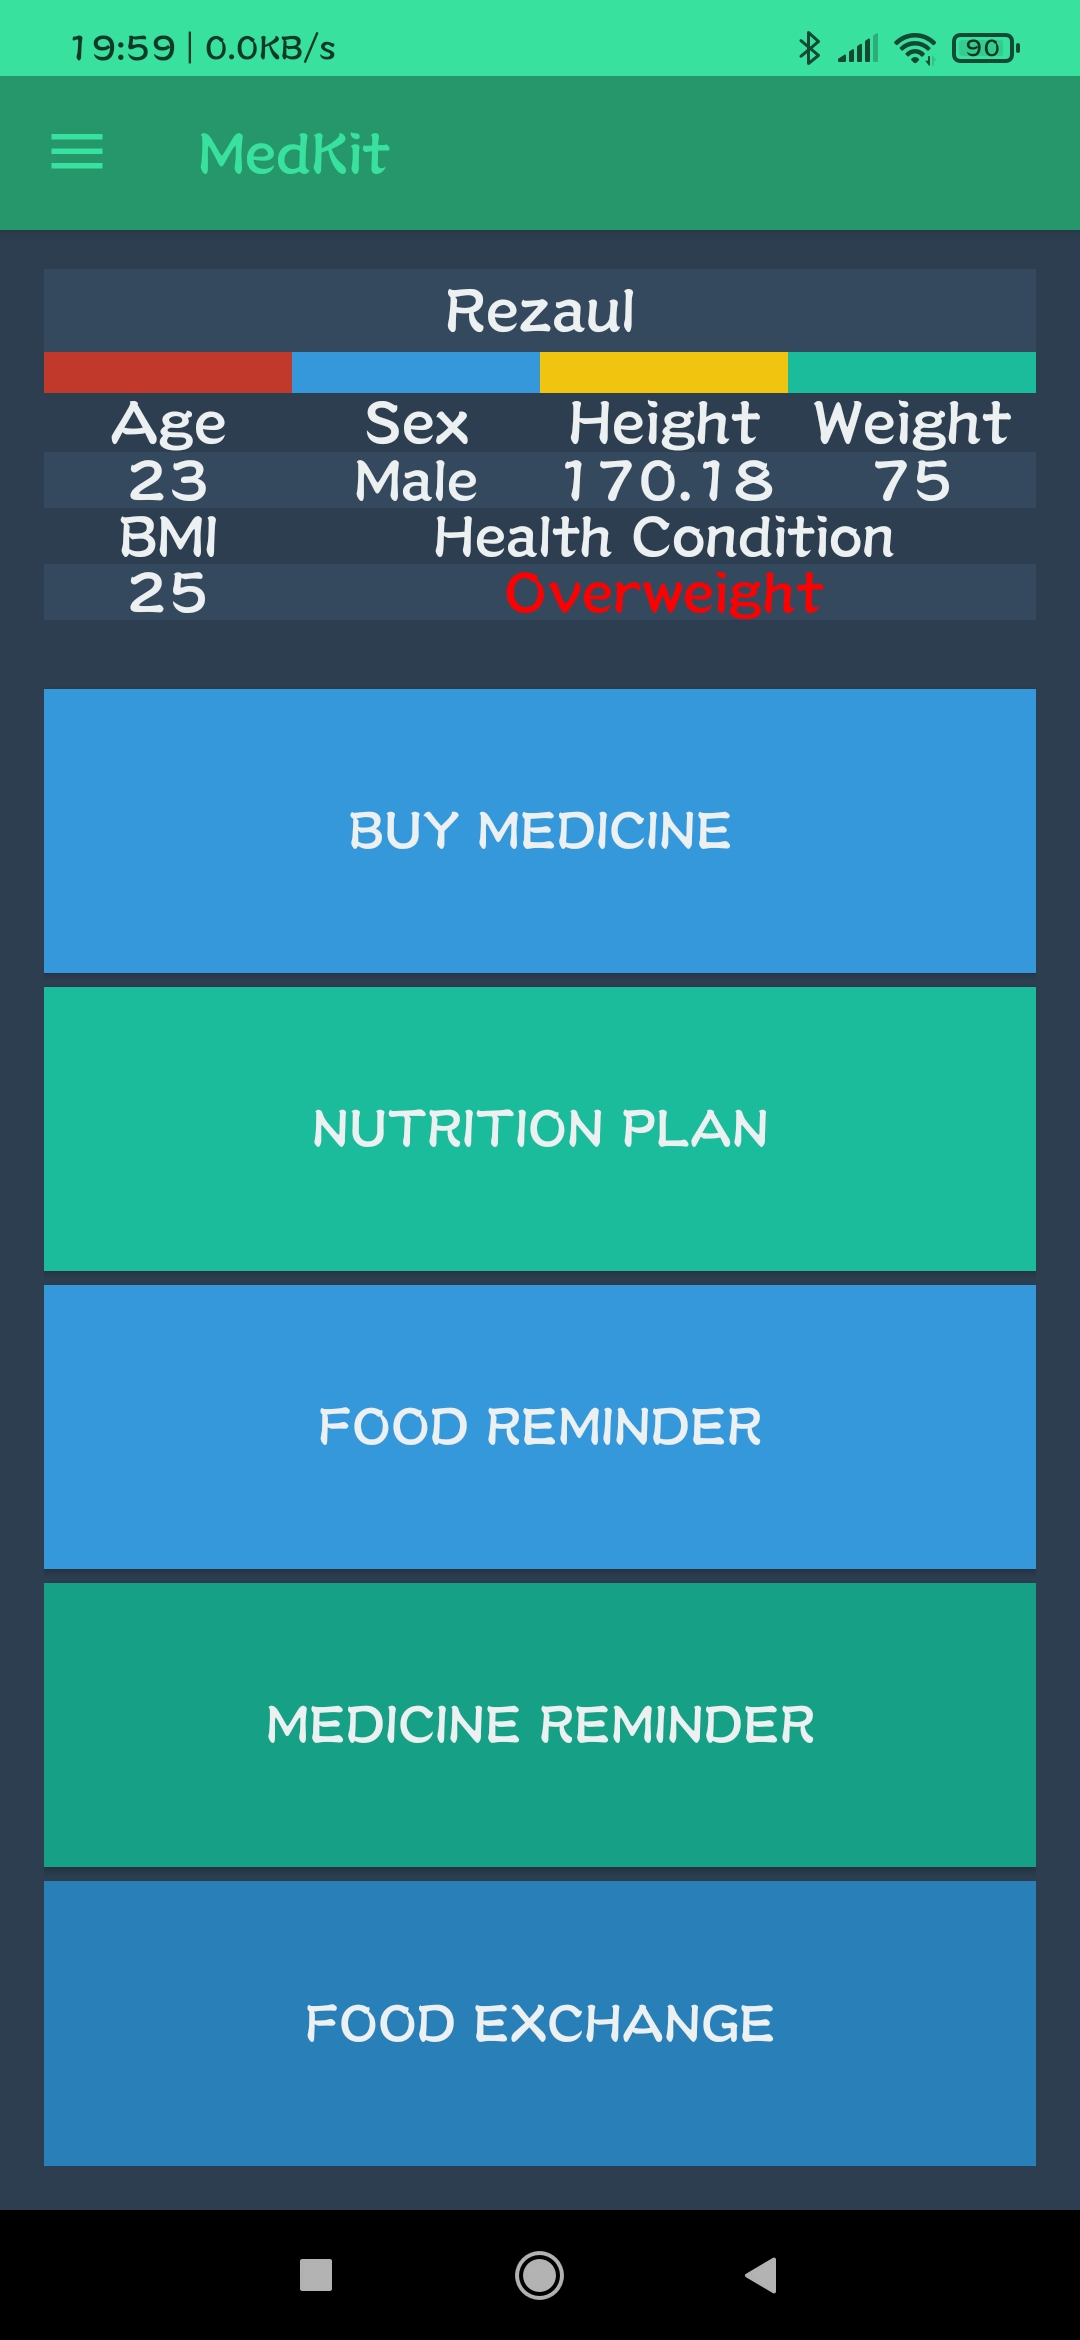 19:59 | 0.0KB/s 90
MedKit
Rezaul
Age Sex Height Weight
23 Male 170.18 75
BMI Health Condition
25 Overweight
BUY MEDICINE
NUTRITION PLAN
FOOD REMINDER
MEDICINE REMINDER
FOOD EXCHANGE